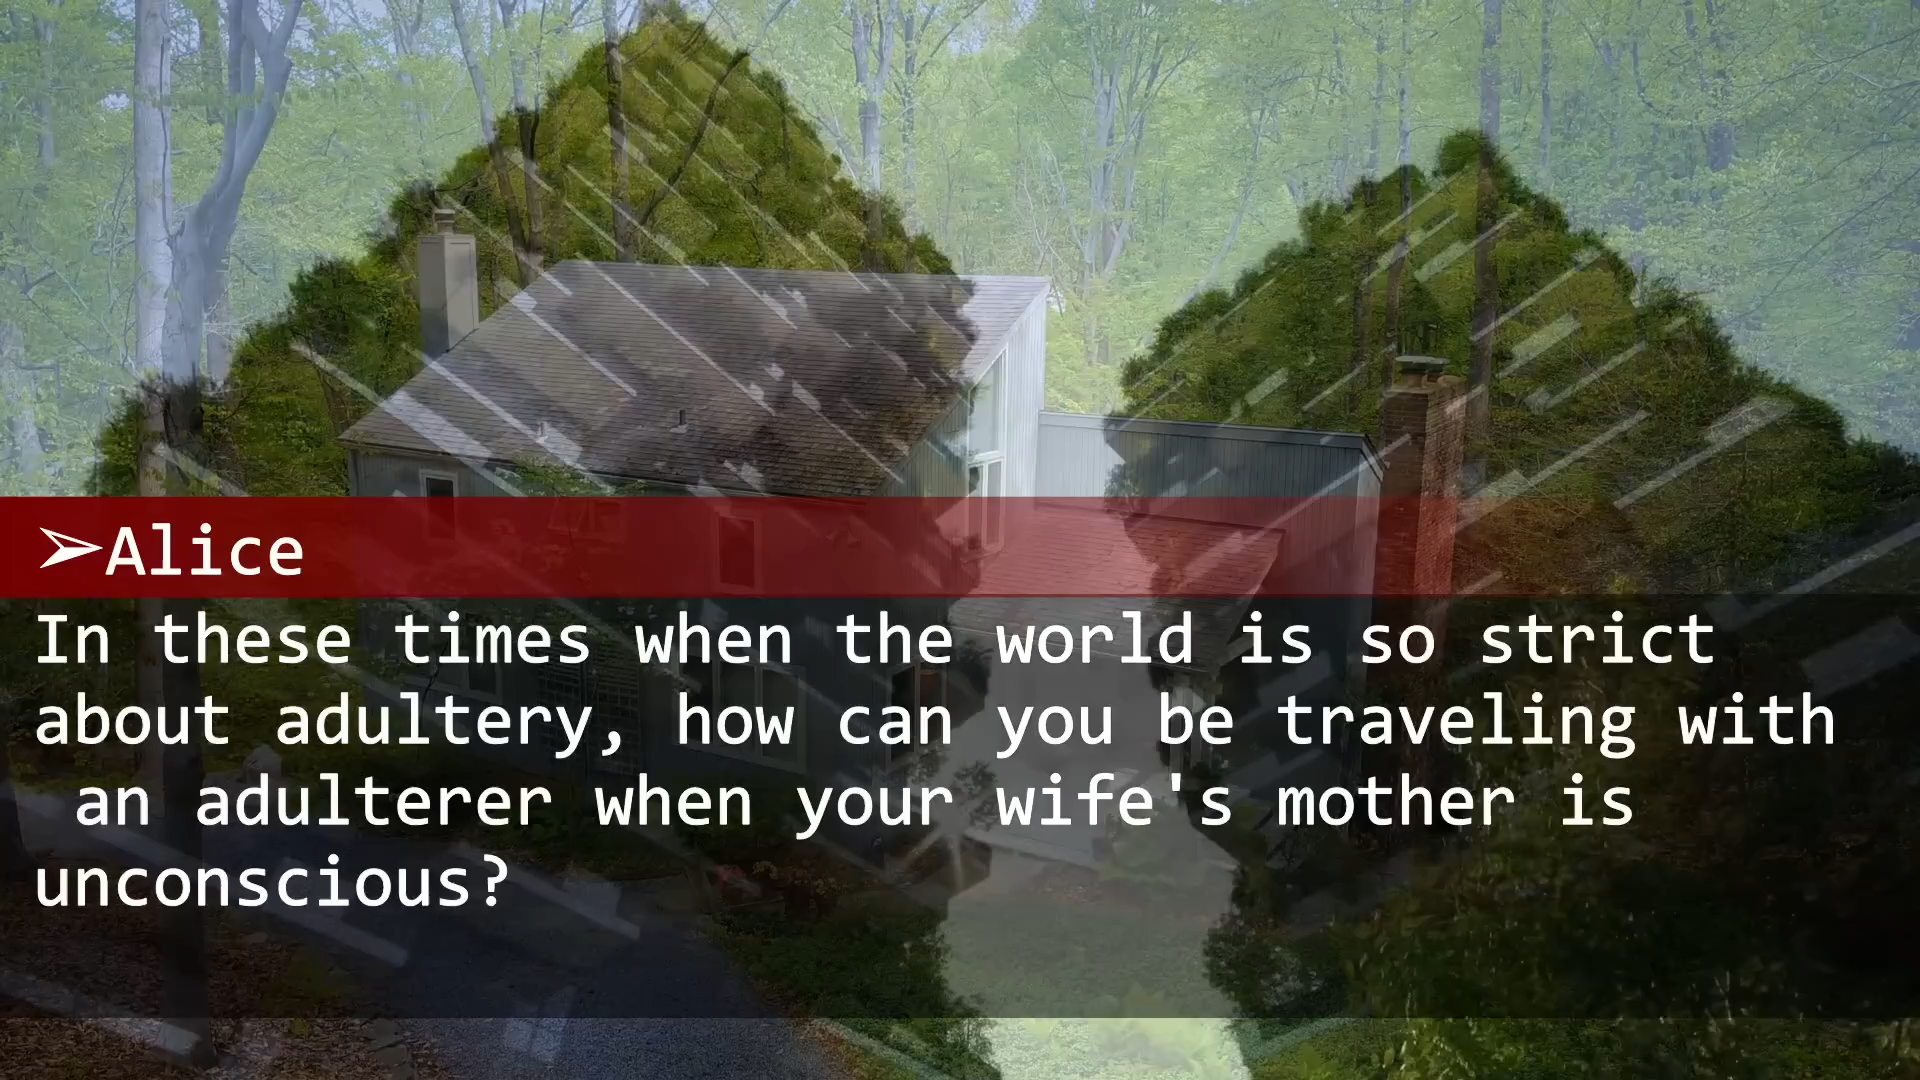 ➢Alice
In these times when the world is so strict
about adultery, how can you be traveling with
an adulterer when your wife's mother is
unconscious?